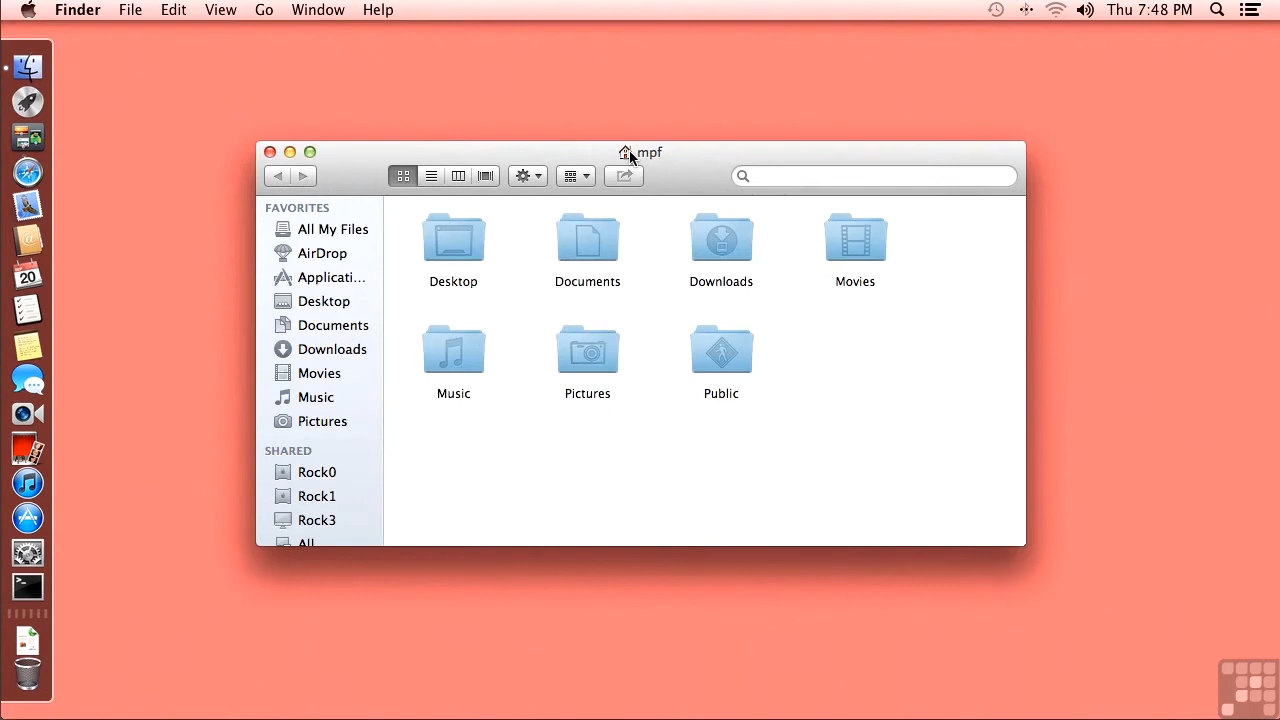 Finder File Edit View Go Window Help Thu 7:48 PM
mpf
FAVORITES
All My Files
AirDrop
Applicati...
Desktop
Documents
Downloads
Movies
Music
Pictures
SHARED
Rock0
Rock1
Rock3
All
Desktop Documents Downloads Movies
Music Pictures Public
20